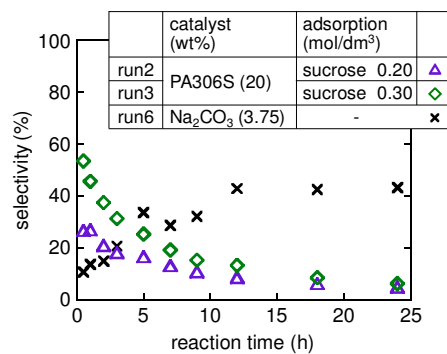 catalyst adsorption
(wt%) (mol/dm³)
run2 PA306S (20) sucrose 0.20
run3 sucrose 0.30
run6 Na₂CO₃ (3.75) -
100
80
60
40
20
0
selectivity (%)
0 5 10 15 20 25
reaction time (h)